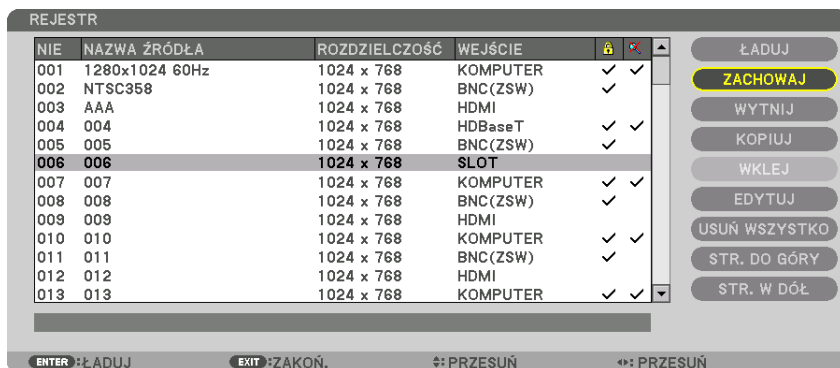 REJESTR
NIE NAZWA ŹRÓDŁA ROZDZIELCZOŚĆ WEJŚCIE
001 1280x1024 60Hz 1024 x 768 KOMPUTER ✓ ✓
002 NTSC358 1024 x 768 BNC(ZSW) ✓
003 AAA 1024 x 768 HDMI
004 004 1024 x 768 HDBaseT ✓ ✓
005 005 1024 x 768 BNC(ZSW) ✓
006 006 1024 x 768 SLOT
007 007 1024 x 768 KOMPUTER ✓ ✓
008 008 1024 x 768 BNC(ZSW) ✓
009 009 1024 x 768 HDMI
010 010 1024 x 768 KOMPUTER ✓ ✓
011 011 1024 x 768 BNC(ZSW) ✓
012 012 1024 x 768 HDMI
013 013 1024 x 768 KOMPUTER ✓ ✓
ŁADUJ
ZACHOWAJ
WYTNIJ
KOPIUJ
WKLEJ
EDYTUJ
USUŃ WSZYSTKO
STR. DO GÓRY
STR. W DÓŁ
ENTER :ŁADUJ EXIT :ZAKOŃ. :PRZESUŃ :PRZESUŃ